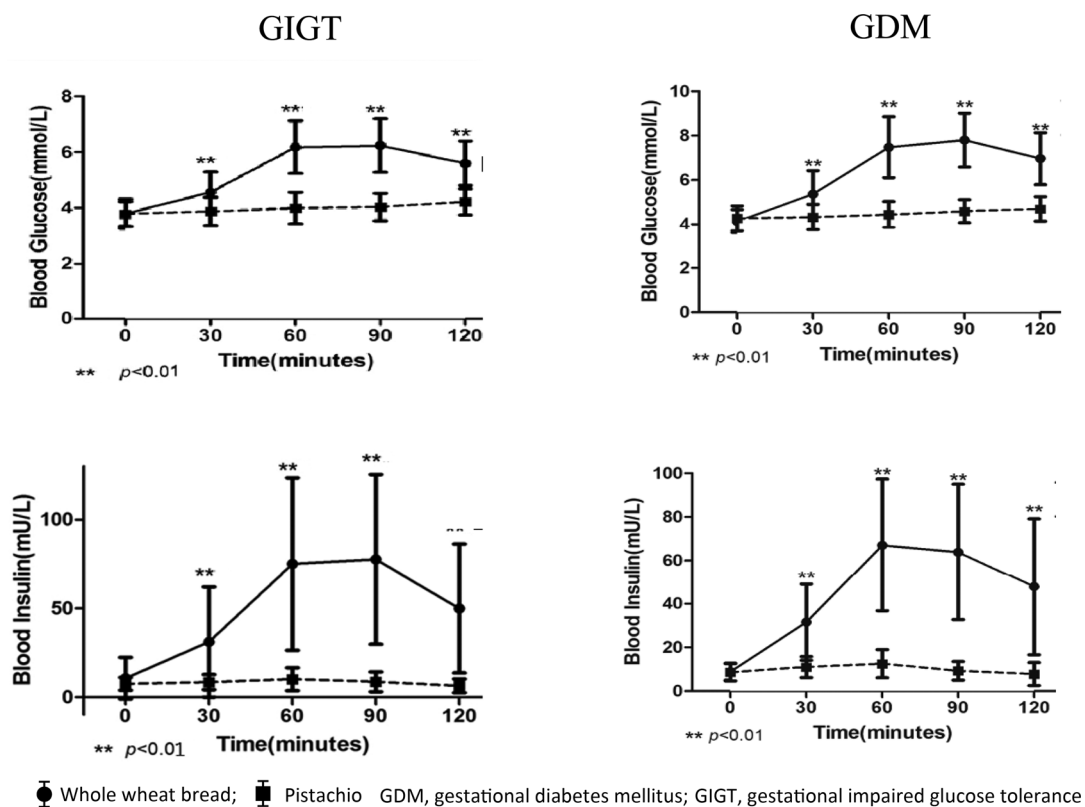 GIGT
GDM
Blood Glucose(mmol/L)
8
6
4
2
0
**
**
**
**
0 30 60 90 120
Time(minutes)
** p<0.01
Blood Glucose(mmol/L)
10
8
6
4
2
0
**
**
**
**
0 30 60 90 120
Time(minutes)
** p<0.01
Blood Insulin(mU/L)
100
50
0
**
**
**
**
0 30 60 90 120
Time(minutes)
** p<0.01
Blood Insulin(mU/L)
100
80
60
40
20
0
**
**
**
**
0 30 60 90 120
Time(minutes)
** p<0.01
Whole wheat bread; Pistachio GDM, gestational diabetes mellitus; GIGT, gestational impaired glucose tolerance